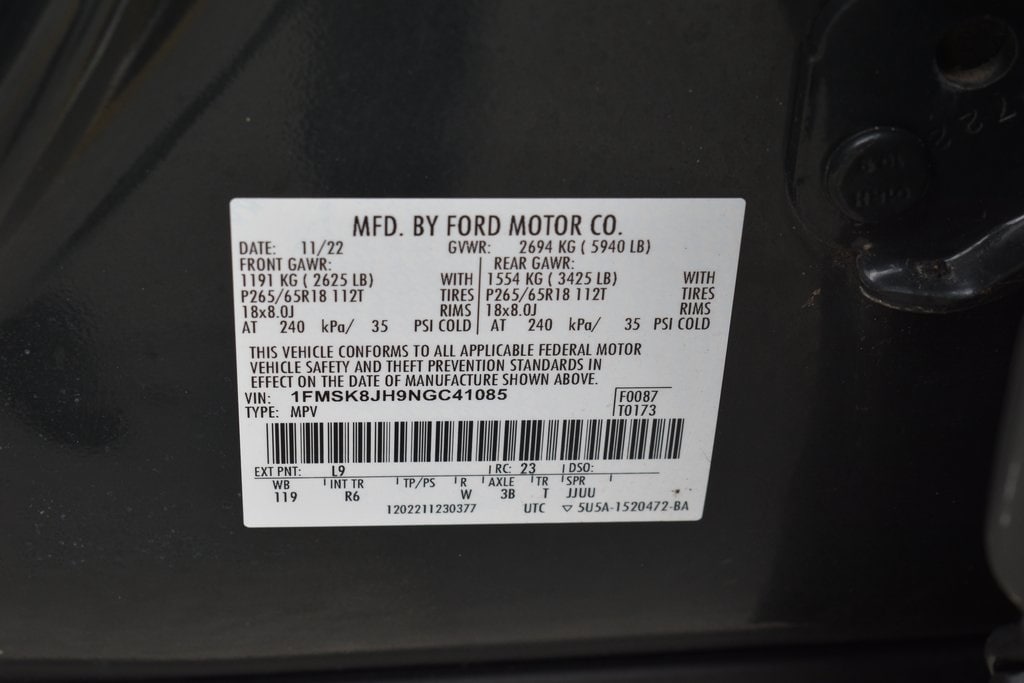 MFD. BY FORD MOTOR CO.
DATE: 11/22 GVWR: 2694 KG ( 5940 LB)
FRONT GAWR: REAR GAWR:
1191 KG ( 2625 LB) WITH 1554 KG ( 3425 LB) WITH
P265/65R18 112T TIRES P265/65R18 112T TIRES
18x8.0J RIMS 18x8.0J RIMS
AT 240 kPa/ 35 PSI COLD AT 240 kPa/ 35 PSI COLD
THIS VEHICLE CONFORMS TO ALL APPLICABLE FEDERAL MOTOR
VEHICLE SAFETY AND THEFT PREVENTION STANDARDS IN
EFFECT ON THE DATE OF MANUFACTURE SHOWN ABOVE.
VIN: 1FMSK8JH9NGC41085 F0087
TYPE: MPV T0173
EXT PNT: L9 RC: 23 DSO:
WB INT TR TP/PS R AXLE TR SPR
119 R6 W 3B T JJUU
1202211230377 UTC ▽ 5U5A-1520472-BA
722